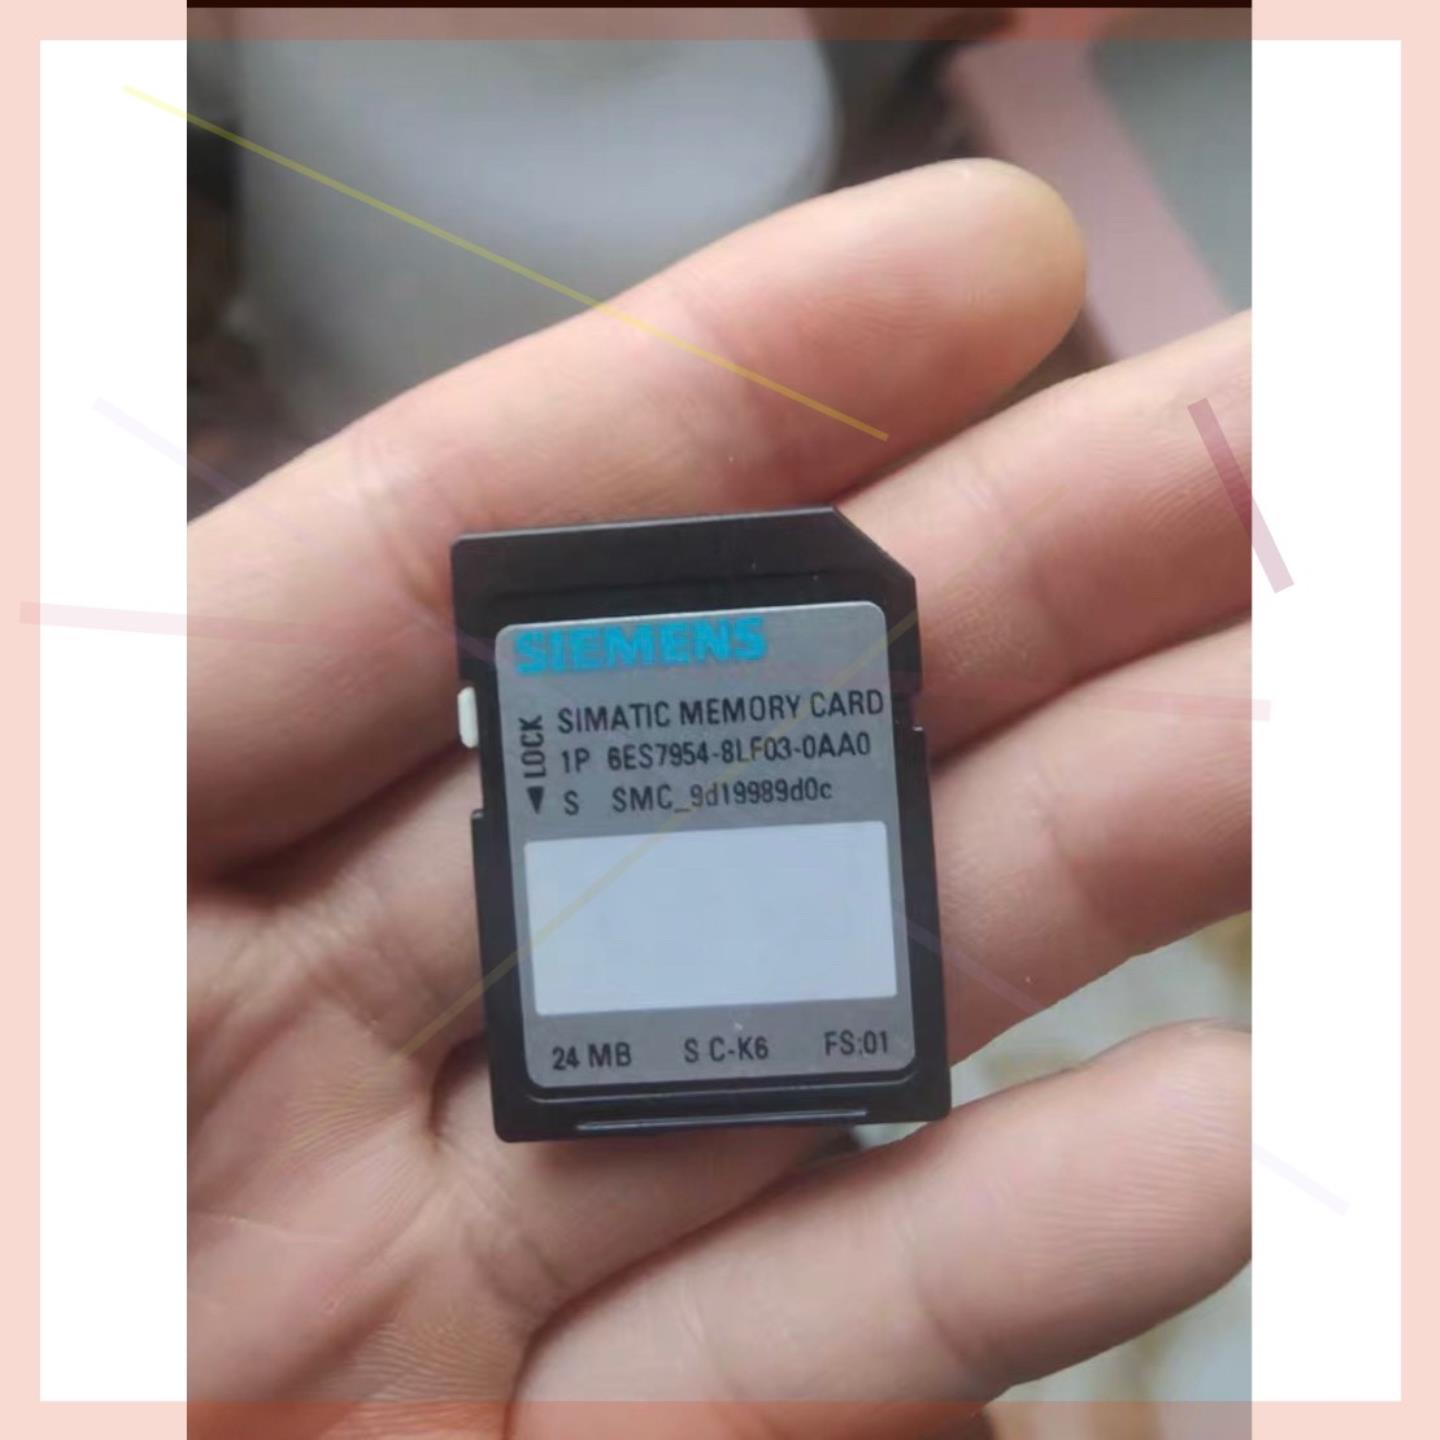 SIEMENS
SIMATIC MEMORY CARD
1P 6ES7954-8LF03-0AA0
S SMC_9d19989d0c
LOCK
24 MB S C-K6 FS:01